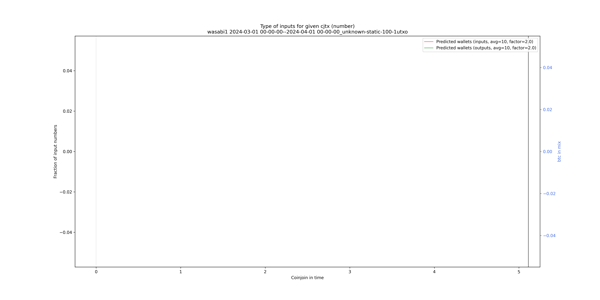 Type of inputs for given cjtx (number)
wasabi1 2024-03-01 00-00-00--2024-04-01 00-00-00_unknown-static-100-1utxo
Predicted wallets (inputs, avg=10, factor=2.0)
Predicted wallets (outputs, avg=10, factor=2.0)
0.04
0.02
0.00
−0.02
−0.04
Fraction of input numbers
0.04
0.02
0.00
−0.02
−0.04
btc in mix
0 1 2 3 4 5
Coinjoin in time